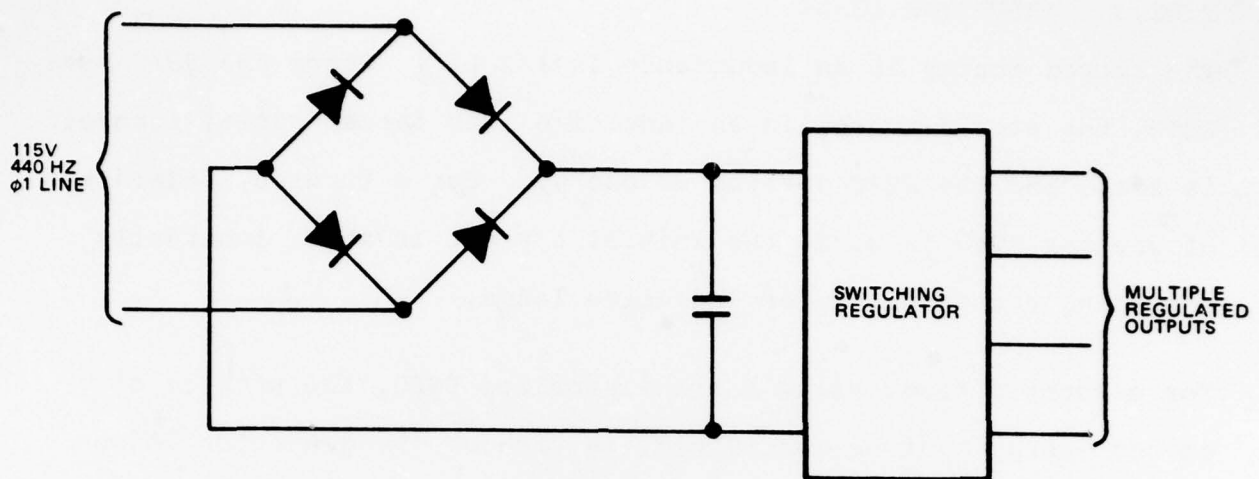 115V
440 HZ
ϕ1 LINE
SWITCHING
REGULATOR
MULTIPLE
REGULATED
OUTPUTS